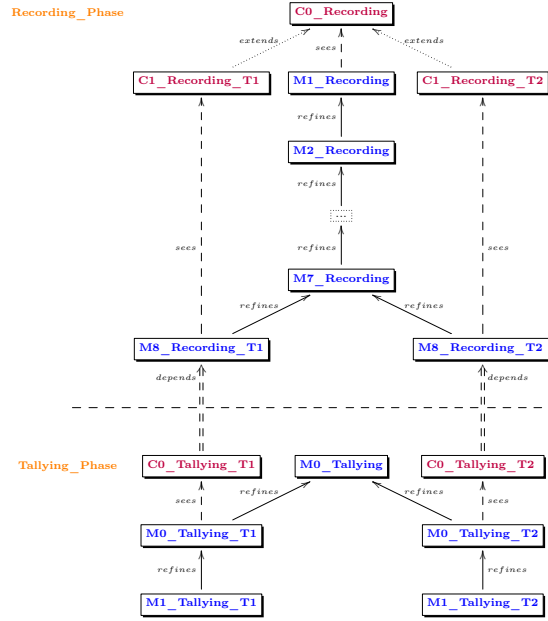 Recording_Phase
C0_Recording
extends
sees
extends
C1_Recording_T1
M1_Recording
C1_Recording_T2
refines
M2_Recording
refines
...
sees
refines
sees
M7_Recording
refines
refines
M8_Recording_T1
M8_Recording_T2
depends
depends
Tallying_Phase
C0_Tallying_T1
M0_Tallying
C0_Tallying_T2
sees
refines
refines
sees
M0_Tallying_T1
M0_Tallying_T2
refines
refines
M1_Tallying_T1
M1_Tallying_T2